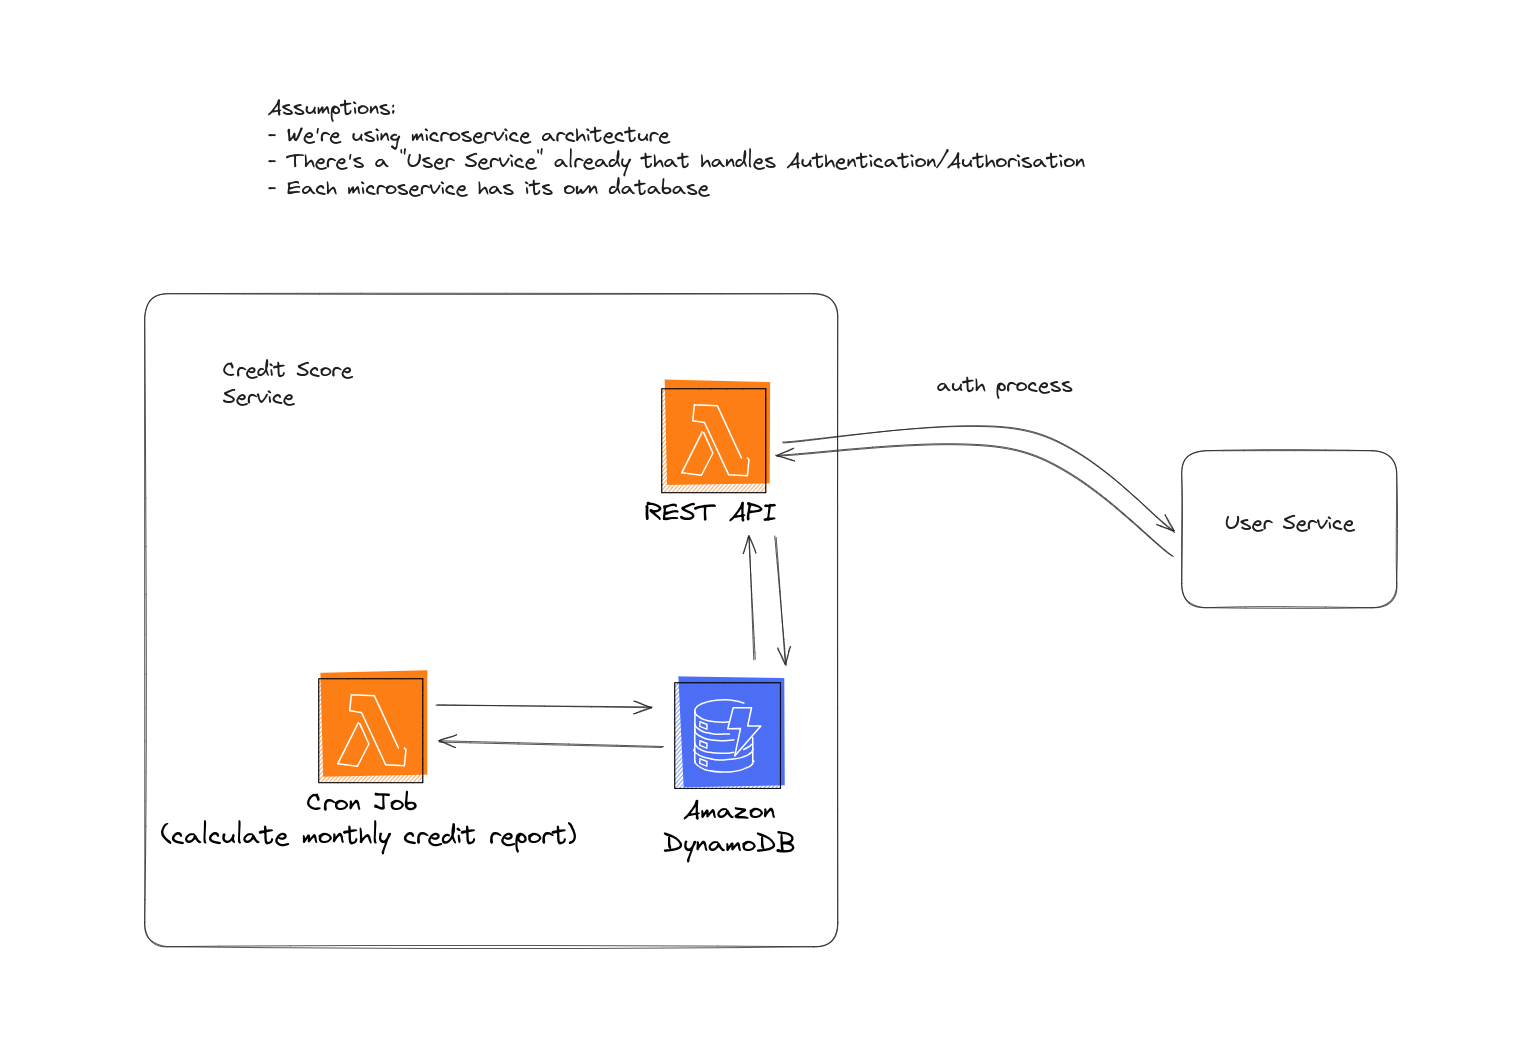 Assumptions:
- We're using microservice architecture
- There's a "User Service" already that handles Authentication/Authorisation
- Each microservice has its own database
Credit Score
Service
auth process
REST API
User Service
Cron Job
(calculate monthly credit report)
Amazon
DynamoDB